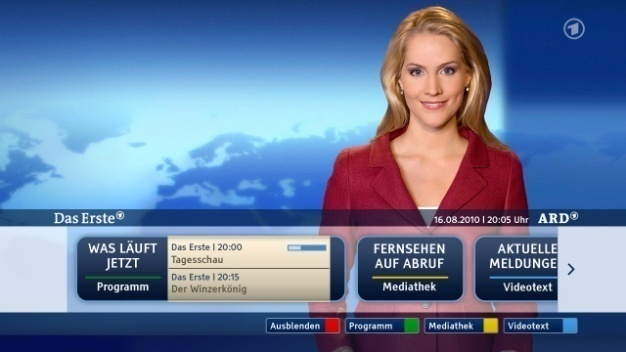 Das Erste
16.08.2010 | 20:05 Uhr
ARD
WAS LÄUFT
JETZT
Programm
Das Erste | 20:00
Tagesschau
Das Erste | 20:15
Der Winzerkönig
FERNSEHEN
AUF ABRUF
Mediathek
AKTUELLE
MELDUNGE
Videotext
Ausblenden
Programm
Mediathek
Videotext